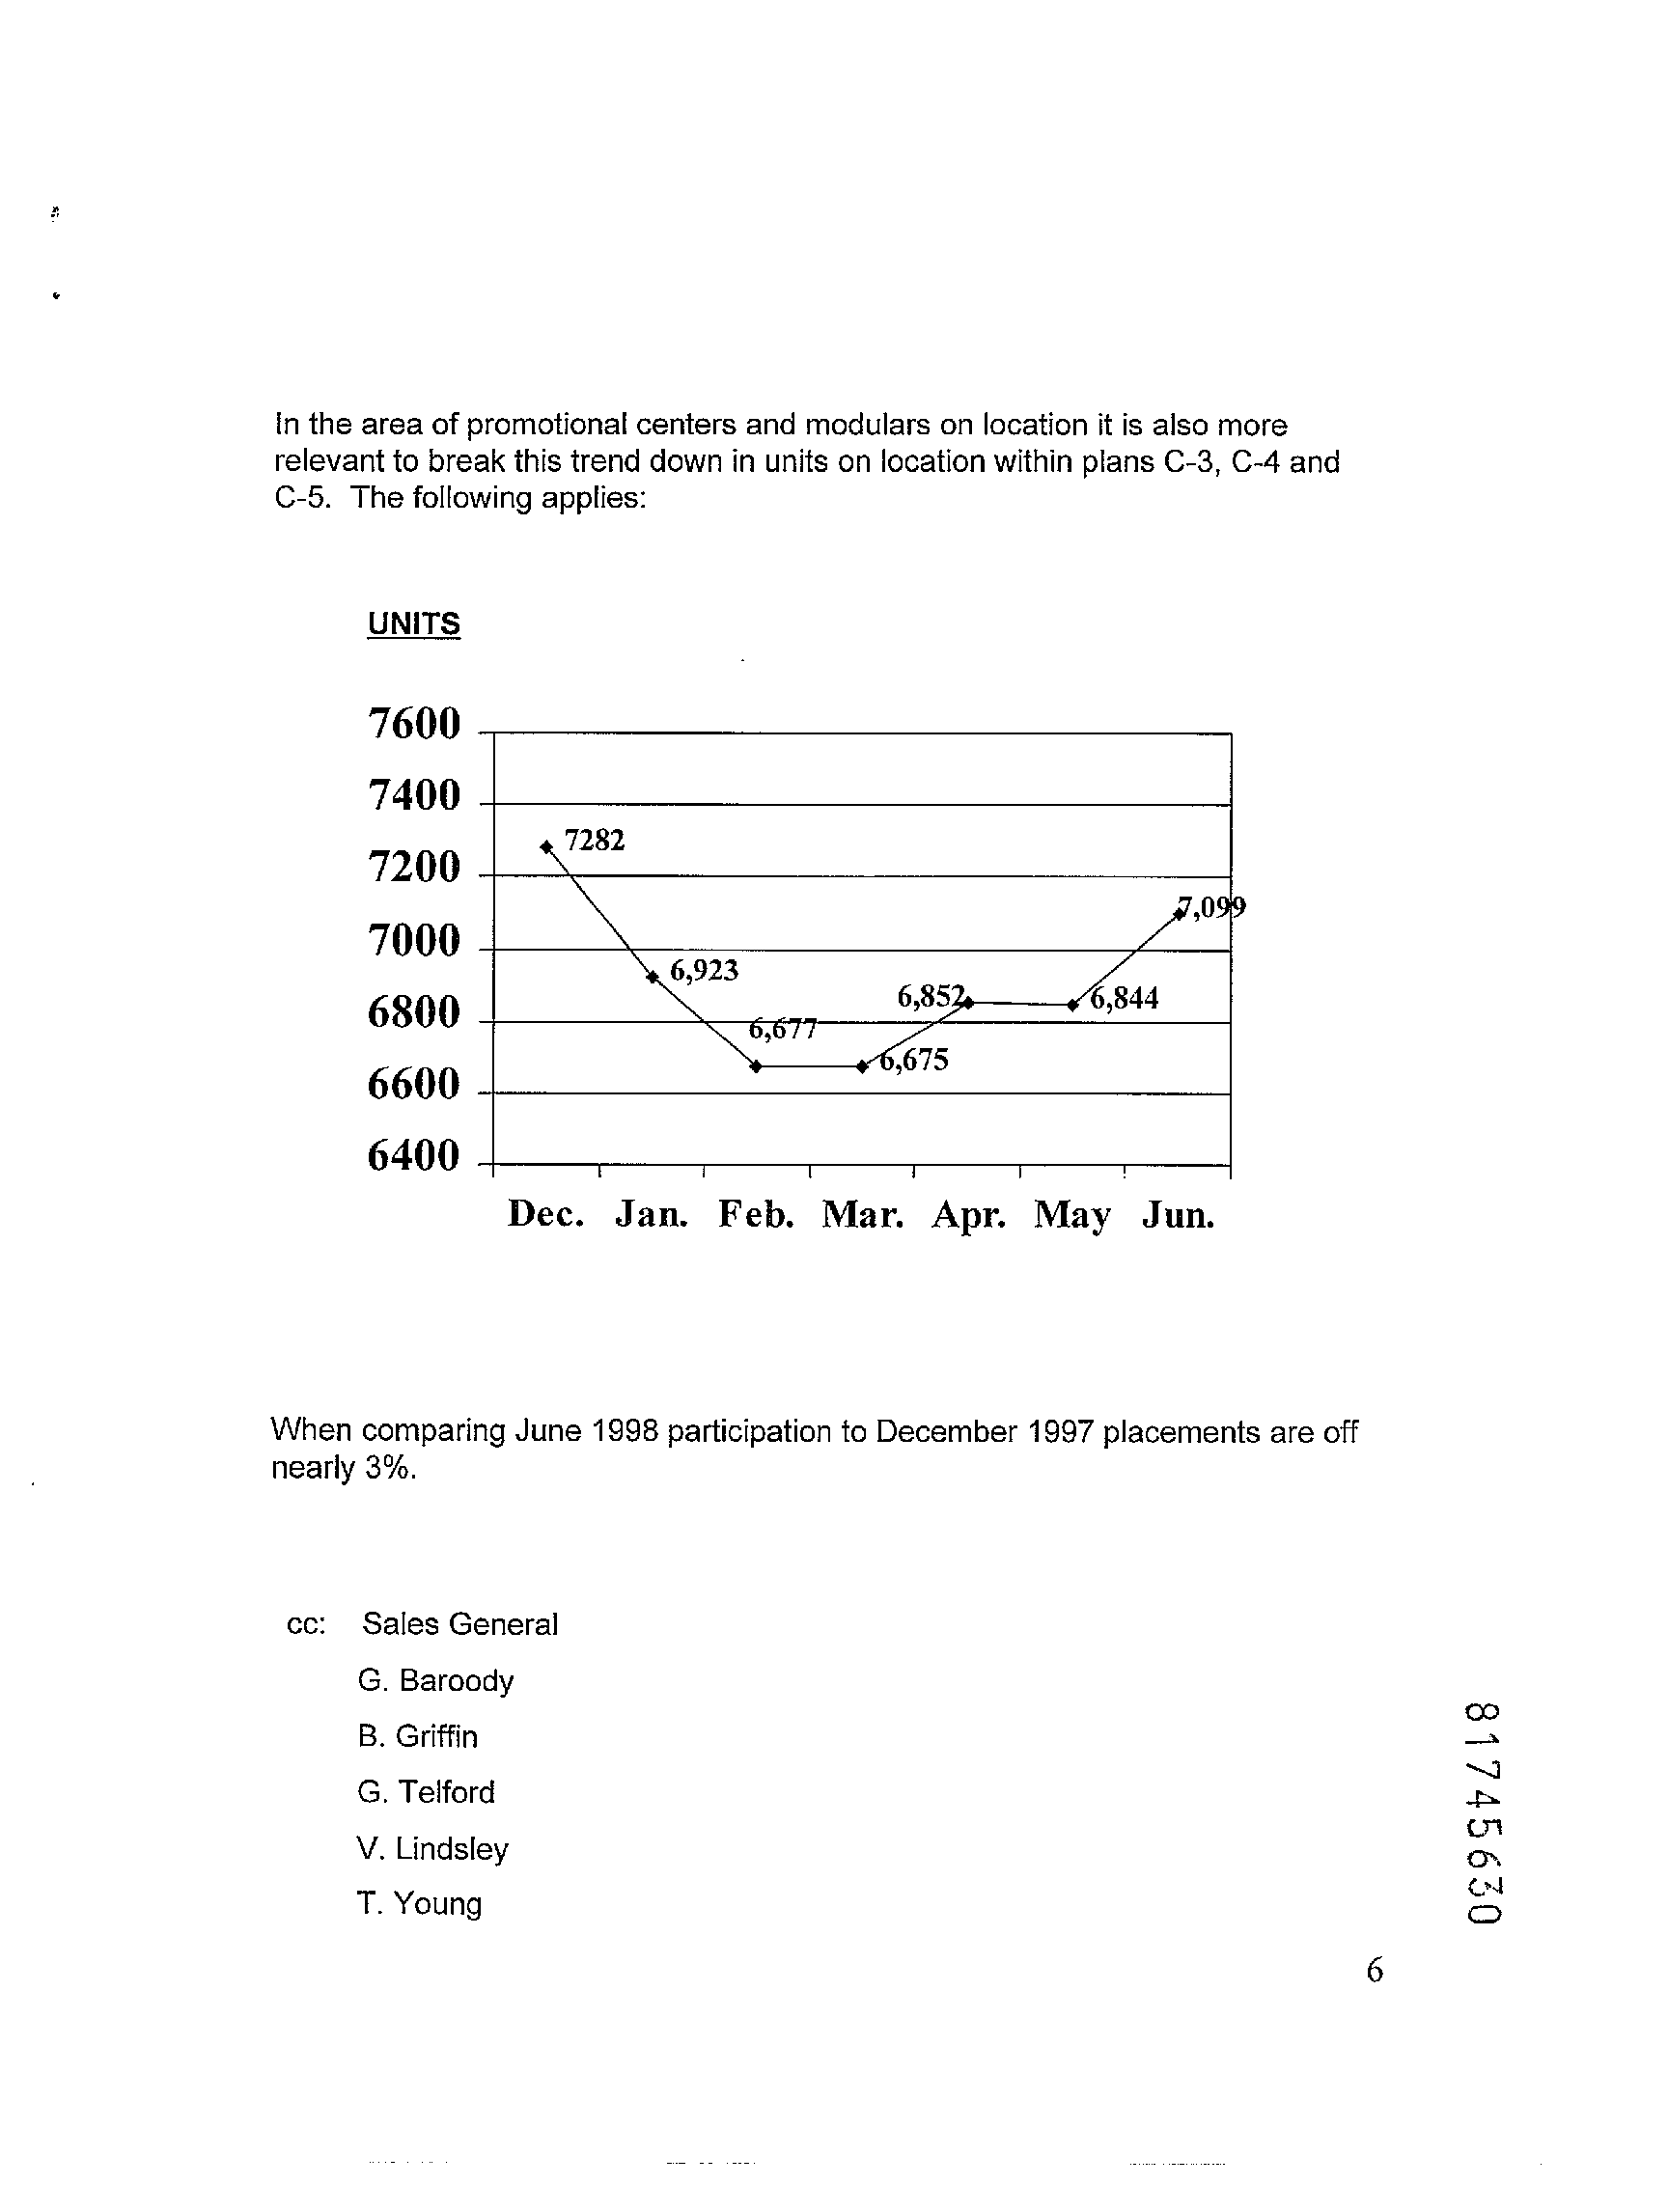 In the area of promotional centers and modulars on location it is also more
relevant to break this trend down in units on location within plans C-3, C-4 and
C-5. The following applies:
UNITS
7600
7400
7200
7000
6800
6600
6400
7282
6,923
6,677
6,675
6,852
6,844
7,099
Dec. Jan. Feb. Mar. Apr. May Jun.
When comparing June 1998 participation to December 1997 placements are off
nearly 3%.
cc: Sales General
G. Baroody
B. Griffin
G. Telford
V. Lindsley
T. Young
81745630
6